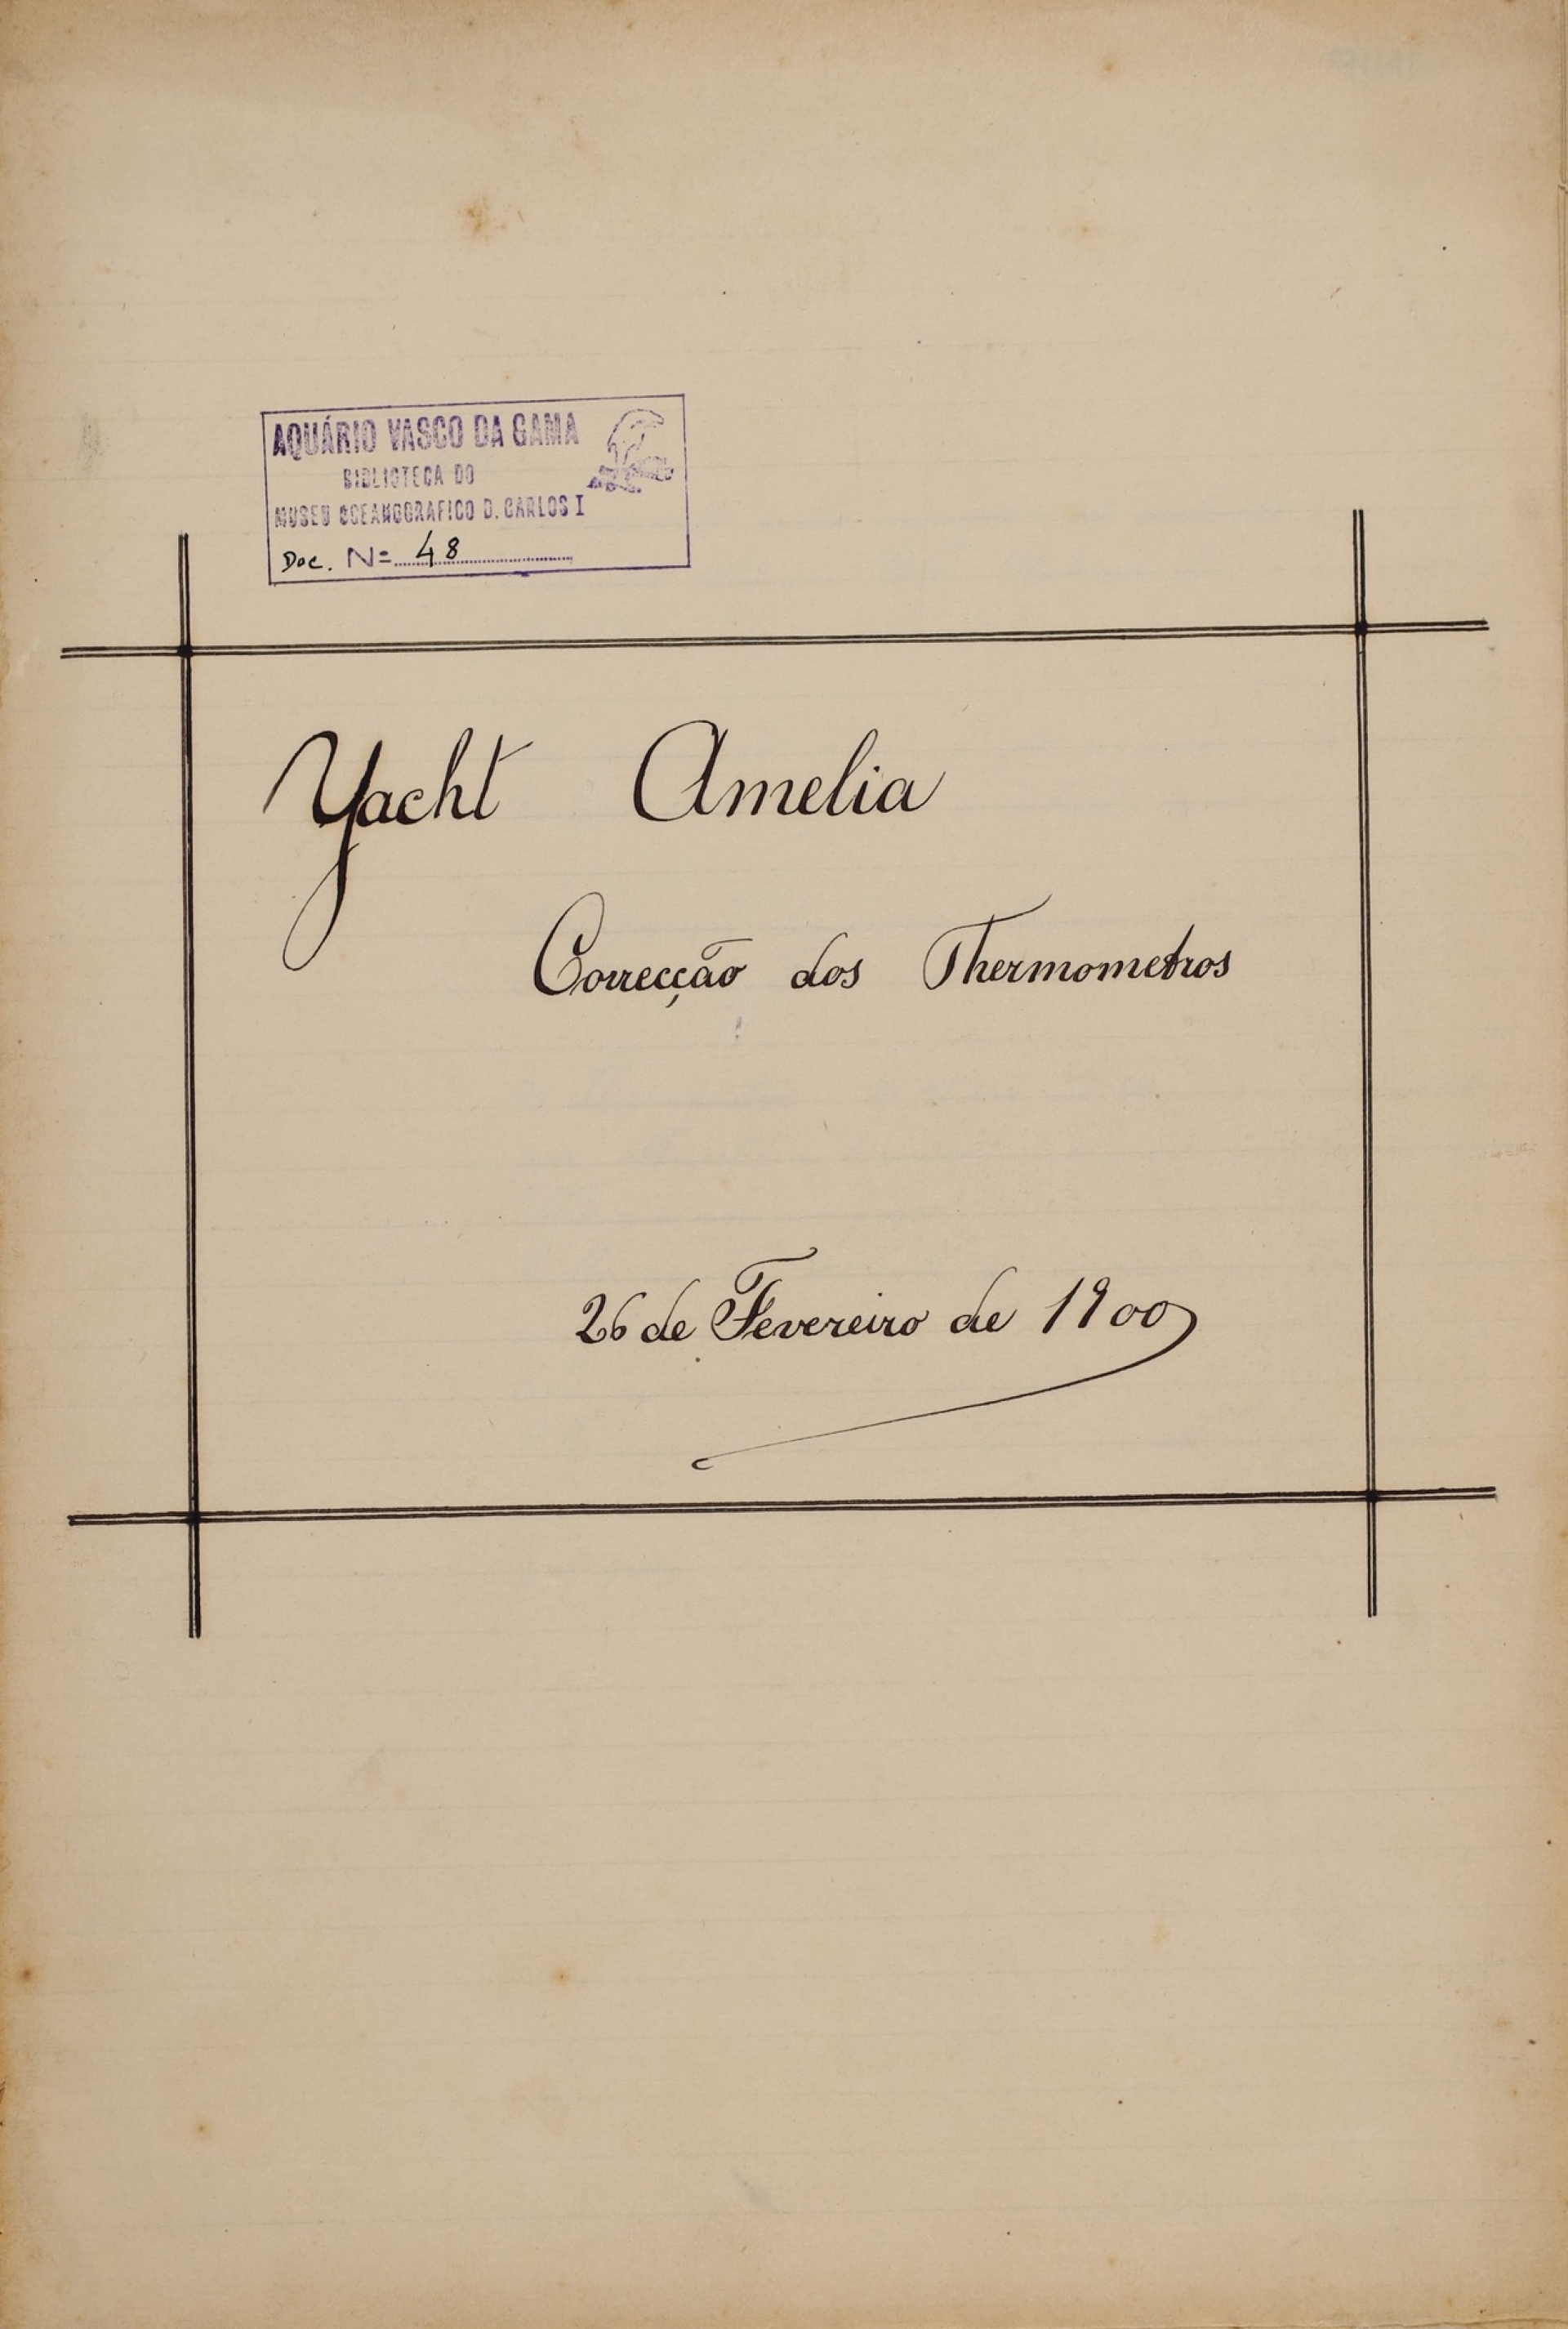 AQUÁRIO VASCO DA GAMA
BIBLIOTECA DO
MUSEU OCEANOGRAFICO D. CARLOS I
Doc. Nº 48
Yacht Amelia
Correcção dos Thermometros
26 de Fevereiro de 1900